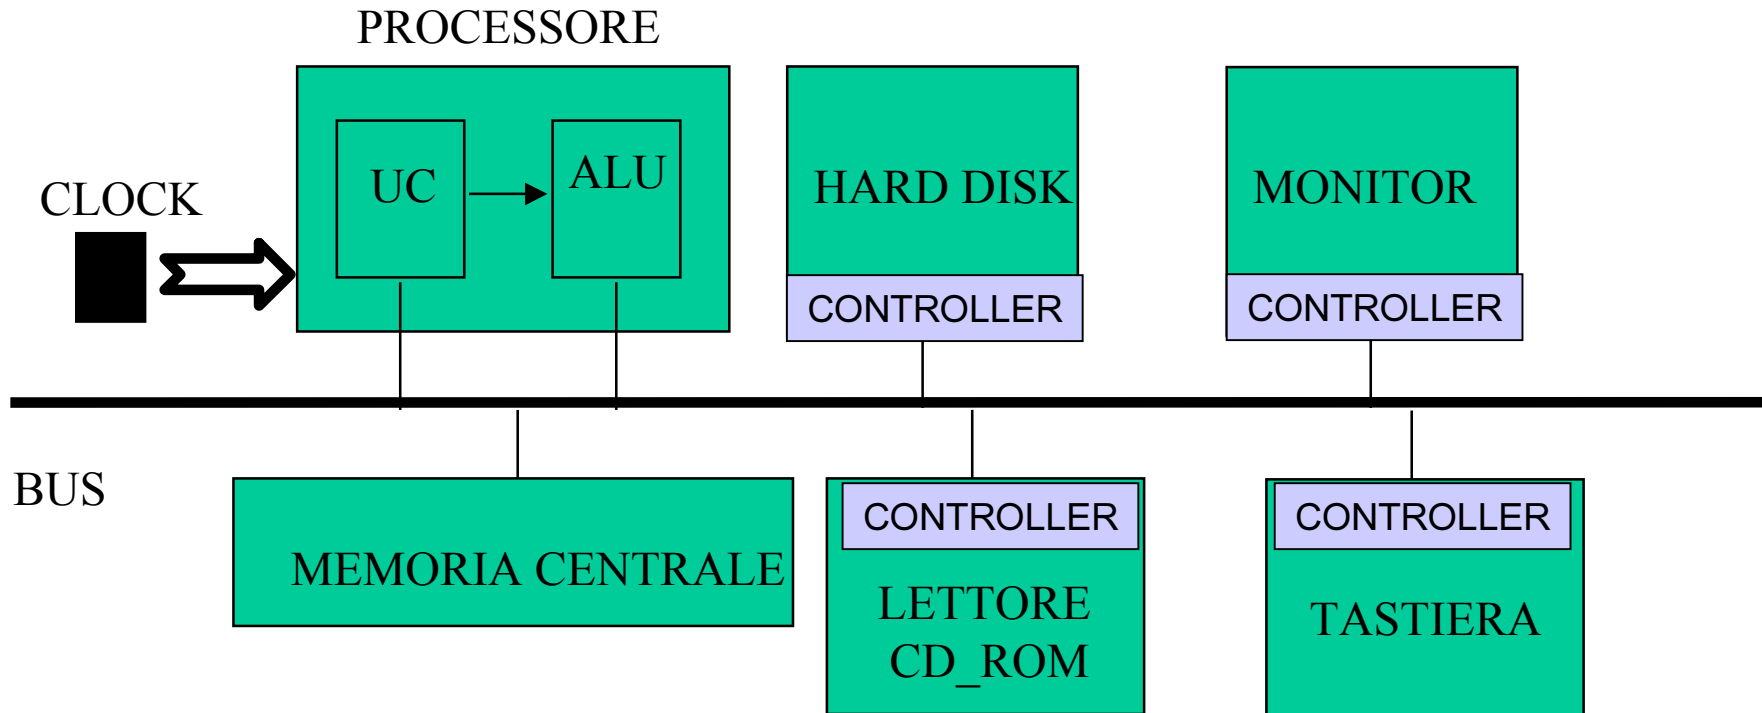 PROCESSORE
CLOCK
UC
ALU
HARD DISK
CONTROLLER
MONITOR
CONTROLLER
BUS
MEMORIA CENTRALE
CONTROLLER
LETTORE
CD_ROM
CONTROLLER
TASTIERA